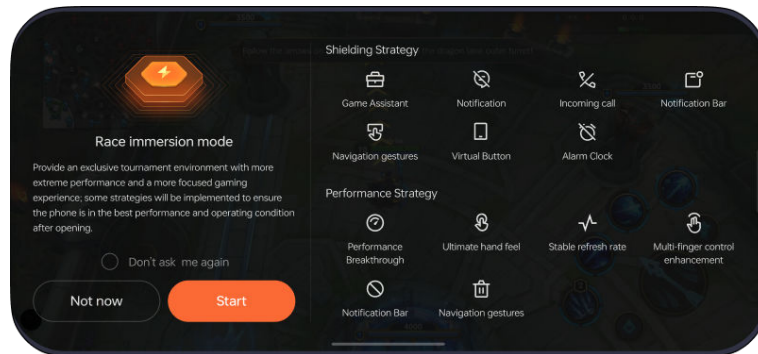 Race immersion mode
Provide an exclusive tournament environment with more
extreme performance and a more focused gaming
experience; some strategies will be implemented to ensure
the phone is in the best performance and operating condition
after opening.
Don't ask me again
Not now
Start
Shielding Strategy
Game Assistant
Notification
Incoming call
Notification Bar
Navigation gestures
Virtual Button
Alarm Clock
Performance Strategy
Performance
Breakthrough
Ultimate hand feel
Stable refresh rate
Multi-finger control
enhancement
Notification Bar
Navigation gestures